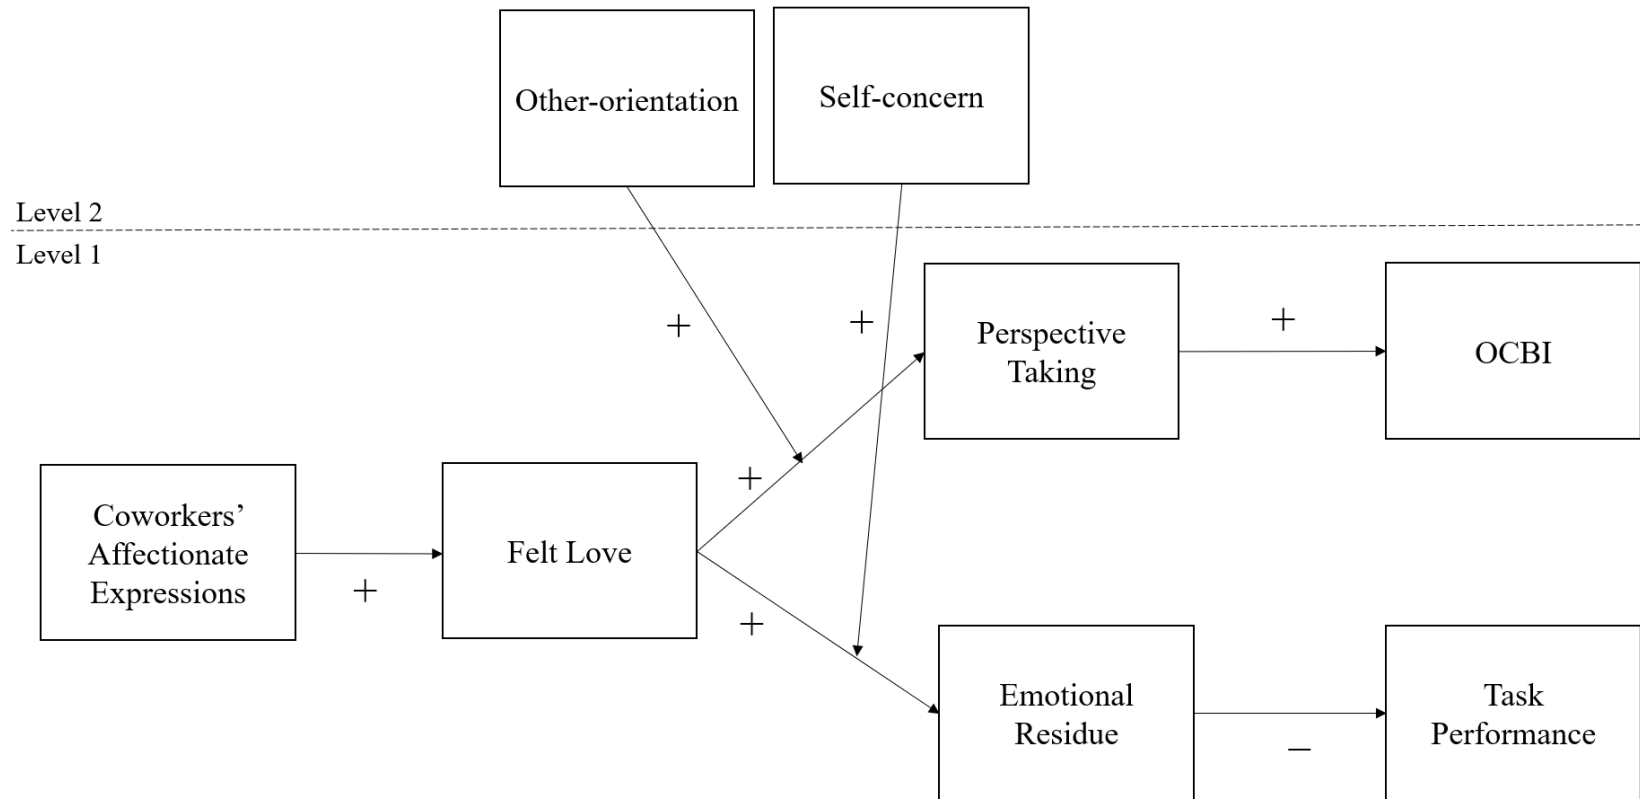 Other-orientation
Self-concern
Level 2
Level 1
+
+
Perspective
Taking
+
OCBI
+
Coworkers’
Affectionate
Expressions
+
Felt Love
+
Emotional
Residue
−
Task
Performance